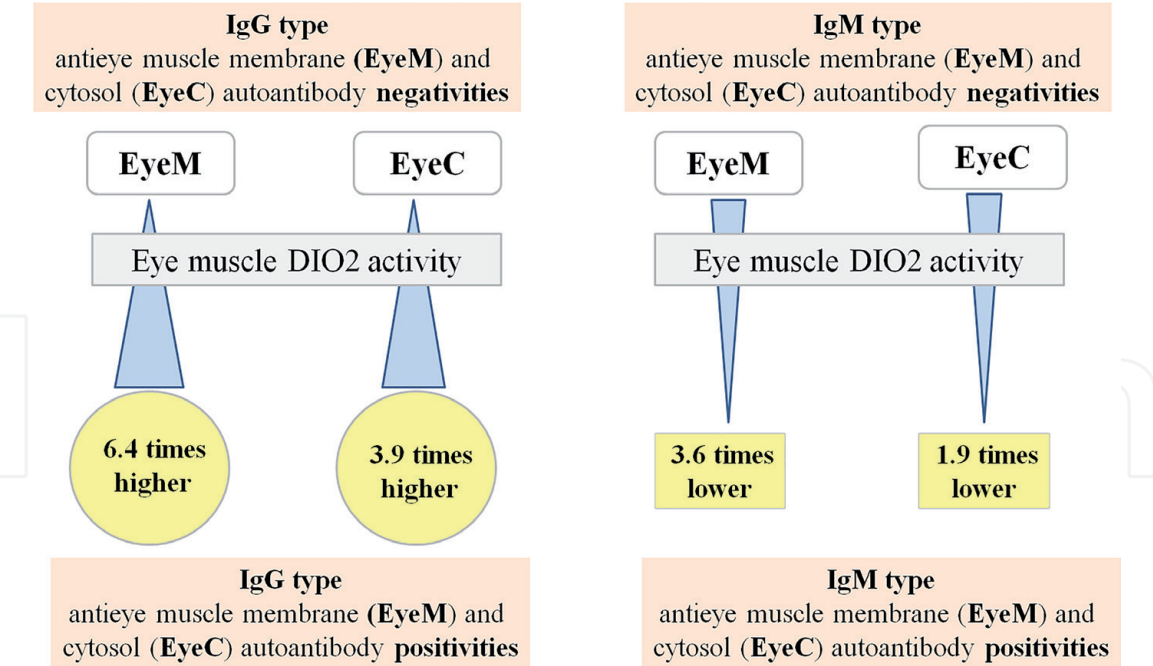 IgG type
antieye muscle membrane (EyeM) and
cytosol (EyeC) autoantibody negativities
EyeM
EyeC
Eye muscle DIO2 activity
6.4 times
higher
3.9 times
higher
IgG type
antieye muscle membrane (EyeM) and
cytosol (EyeC) autoantibody positivities
IgM type
antieye muscle membrane (EyeM) and
cytosol (EyeC) autoantibody negativities
EyeM
EyeC
Eye muscle DIO2 activity
3.6 times
lower
1.9 times
lower
IgM type
antieye muscle membrane (EyeM) and
cytosol (EyeC) autoantibody positivities